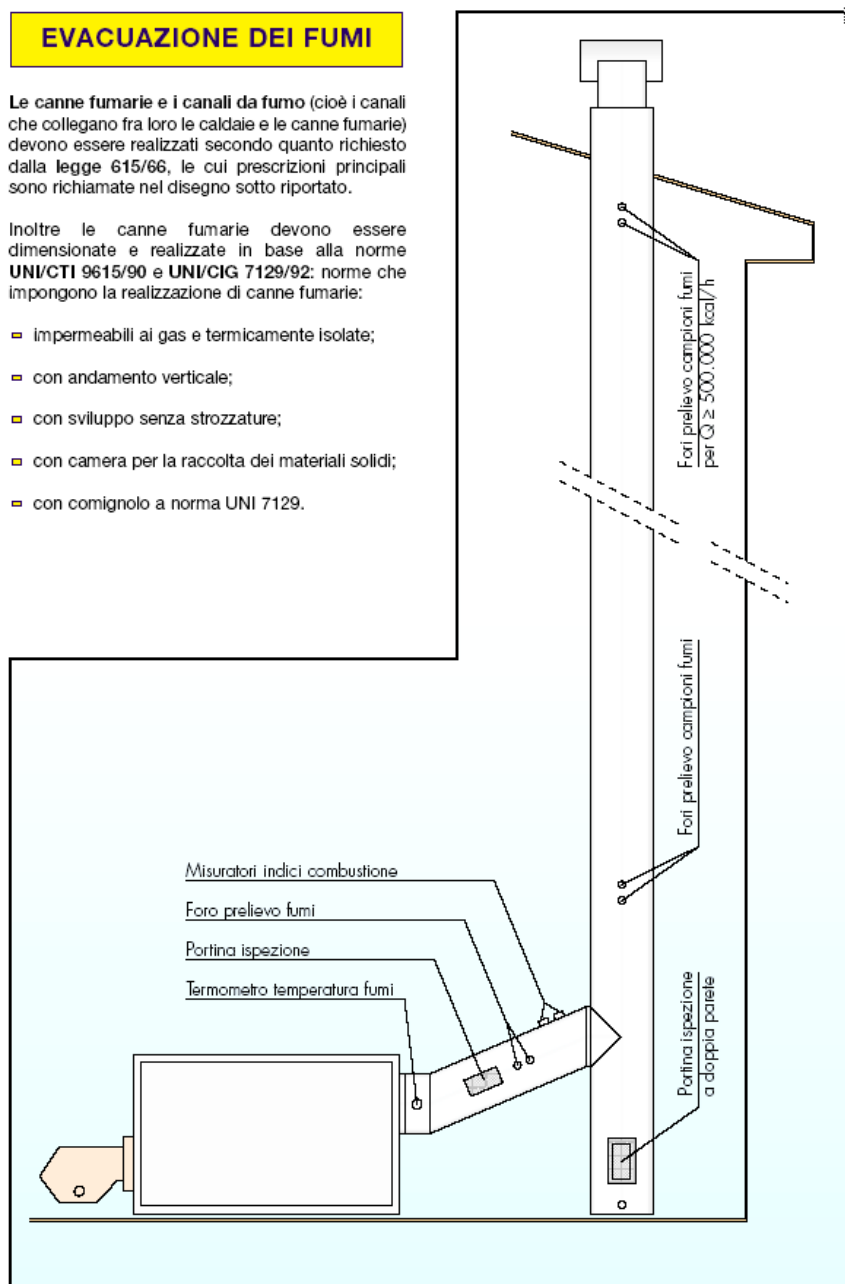 EVACUAZIONE DEI FUMI
Le canne fumarie e i canali da fumo (cioè i canali
che collegano fra loro le caldaie e le canne fumarie)
devono essere realizzati secondo quanto richiesto
dalla legge 615/66, le cui prescrizioni principali
sono richiamate nel disegno sotto riportato.
Inoltre le canne fumarie devono essere
dimensionate e realizzate in base alla norme
UNI/CTI 9615/90 e UNI/CIG 7129/92: norme che
impongono la realizzazione di canne fumarie:
impermeabili ai gas e termicamente isolate;
con andamento verticale;
con sviluppo senza strozzature;
con camera per la raccolta dei materiali solidi;
con comignolo a norma UNI 7129.
Fori prelievo campioni fumi
per Q ≥ 500.000 kcal/h
Fori prelievo campioni fumi
Misuratori indici combustione
Foro prelievo fumi
Portina ispezione
Termometro temperatura fumi
Portina ispezione
a doppia parete